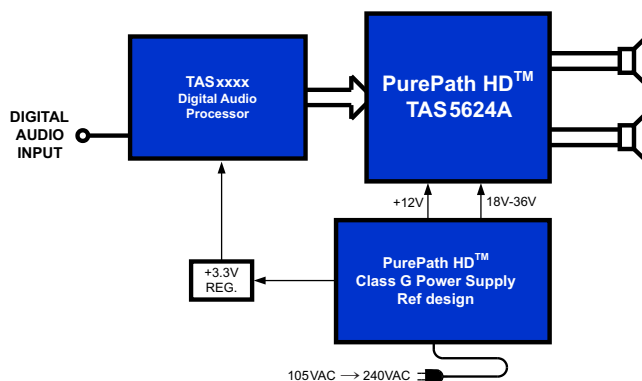 DIGITAL
AUDIO
INPUT
TASxxxx
Digital Audio
Processor
PurePath HD™
TAS5624A
+12V
18V-36V
+3.3V
REG.
PurePath HD™
Class G Power Supply
Ref design
105VAC → 240VAC